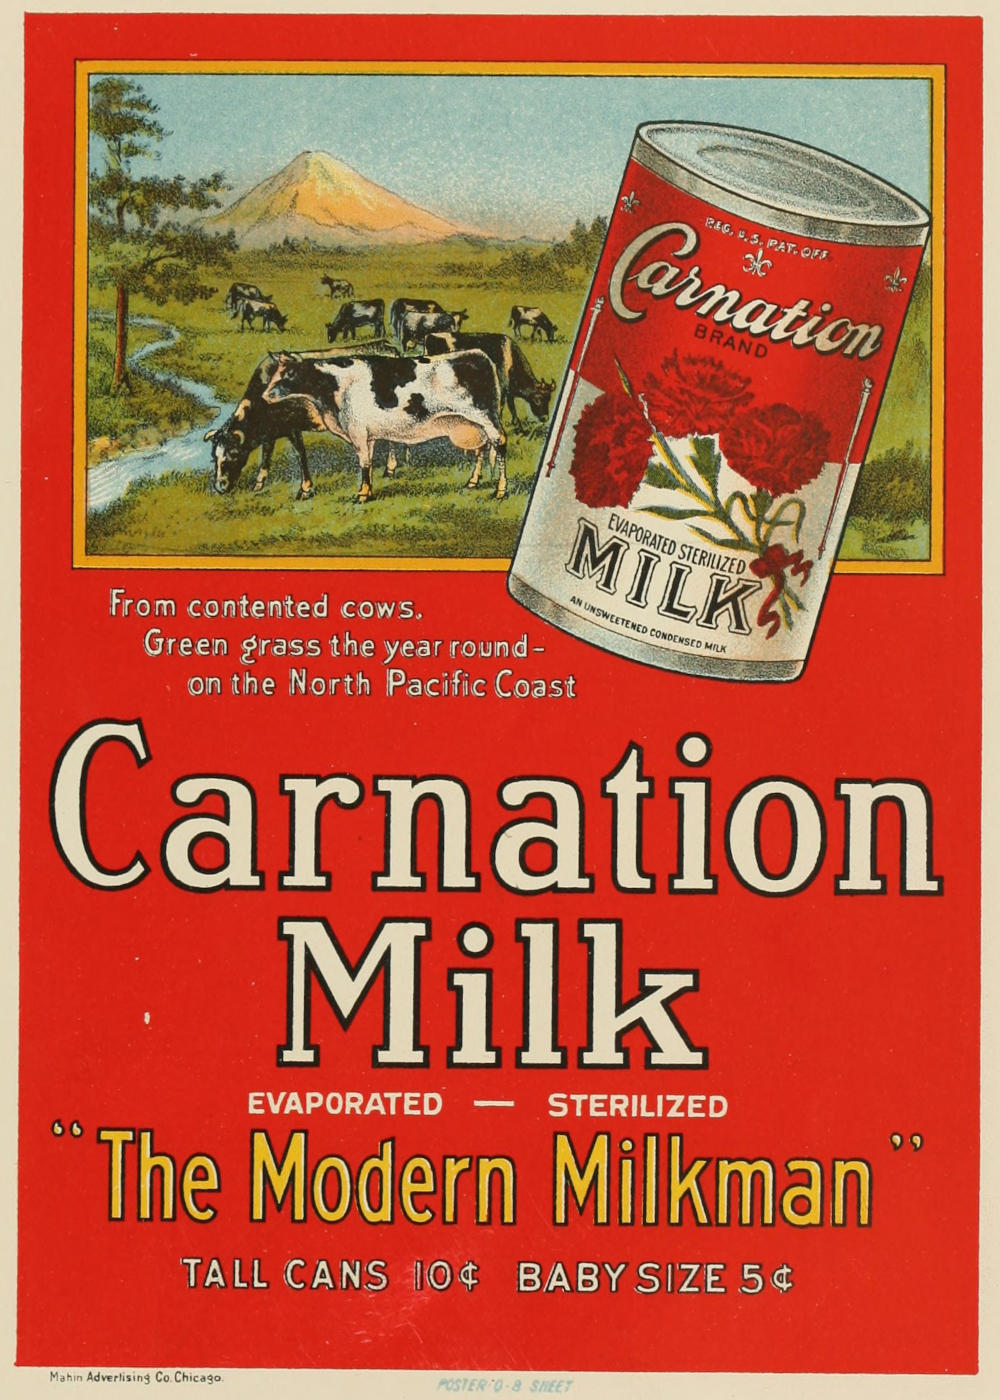 REG. U.S. PAT. OFF.
Carnation
BRAND
EVAPORATED STERILIZED
MILK
AN UNSWEETENED CONDENSED MILK
From contented cows.
Green grass the year round-
on the North Pacific Coast
Carnation
Milk
EVAPORATED — STERILIZED
“The Modern Milkman”
TALL CANS 10¢ BABY SIZE 5¢
Mahin Advertising Co. Chicago.
POSTER-O-8 SHEET